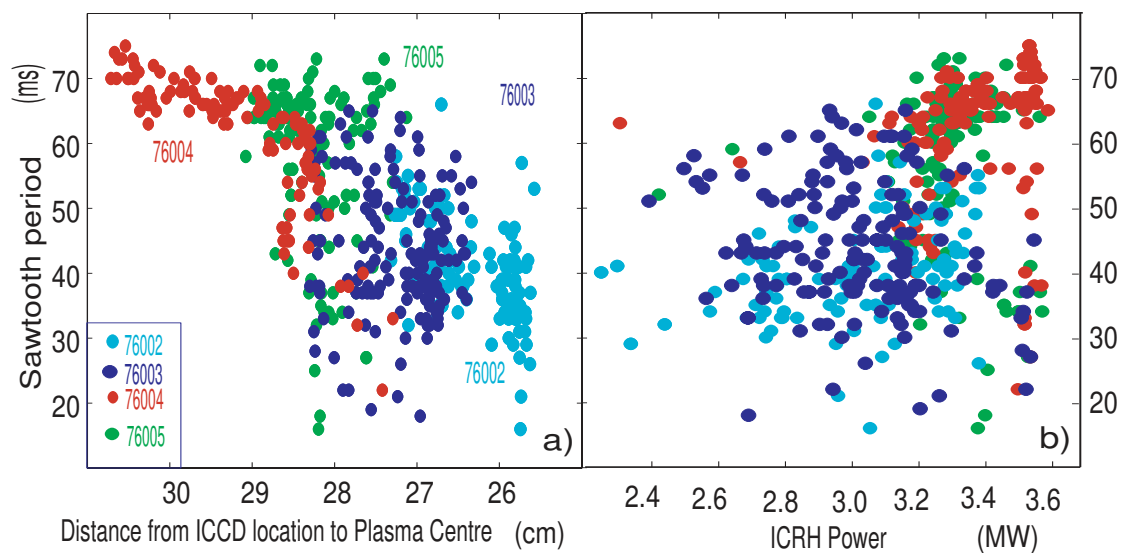 76005
76003
76004
76002
76002
76003
76004
76005
a)
b)
(ms)
Sawtooth period
70
60
50
40
30
20
70
60
50
40
30
20
30 29 28 27 26
2.4 2.6 2.8 3.0 3.2 3.4 3.6
Distance from ICCD location to Plasma Centre (cm)
ICRH Power (MW)